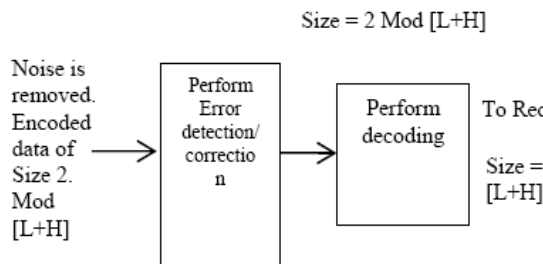 Size = 2 Mod [L+H]
Noise is
removed.
Encoded
data of
Size 2.
Mod
[L+H]
Perform
Error
detection/
correctio
n
Perform
decoding
To Rec
Size =
[L+H]